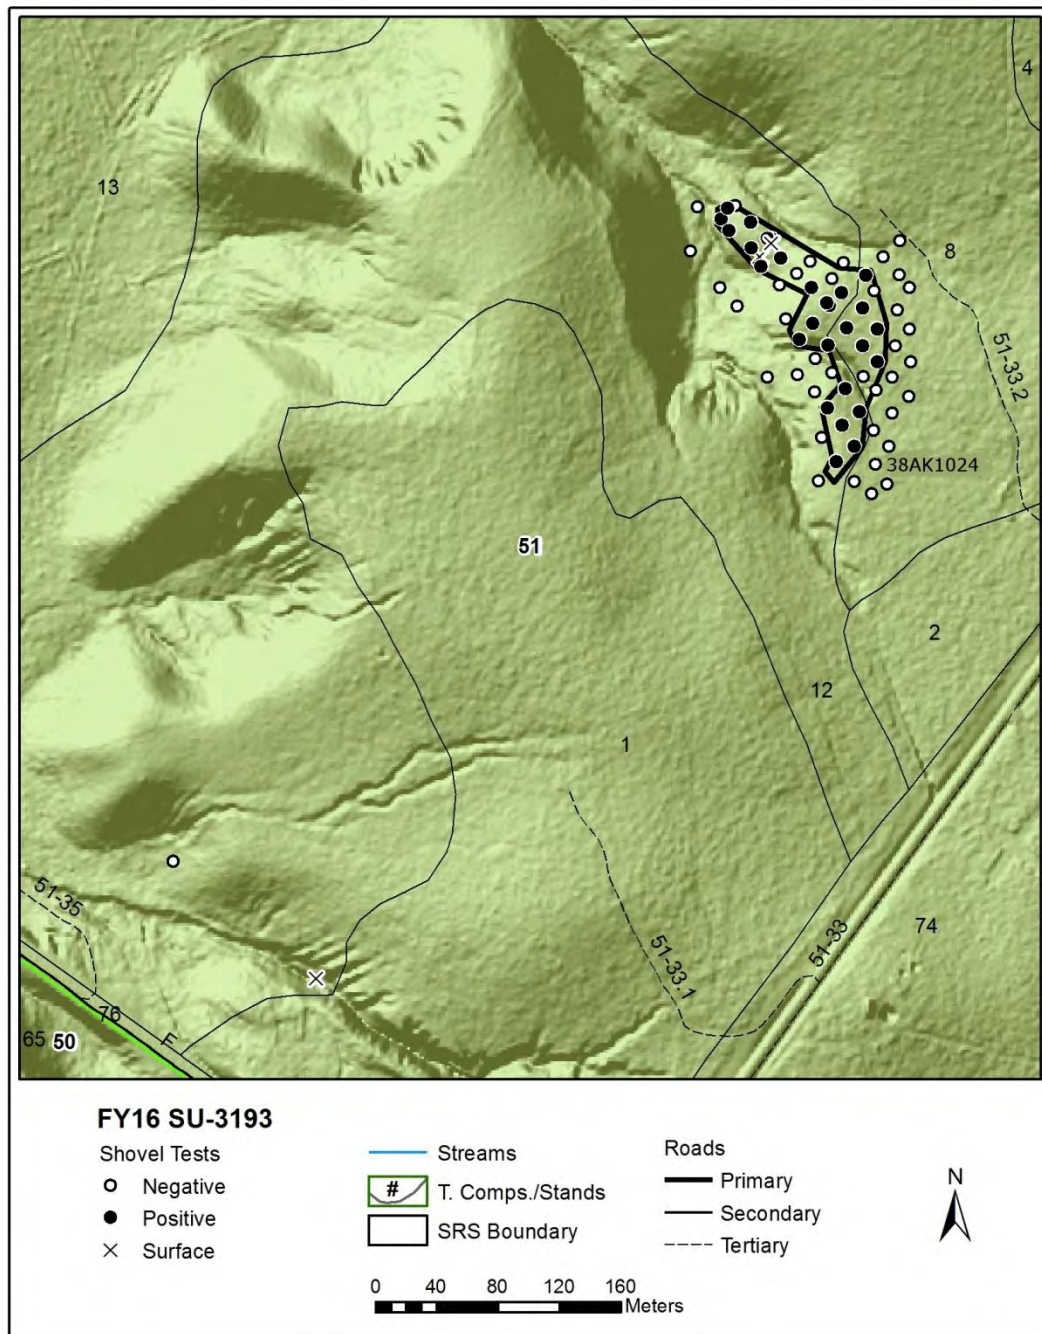 4
13
8
51-33.2
38AK1024
51
2
12
1
51-35
51-33.1
51-33
74
76
F
65
50
FY16 SU-3193
Shovel Tests
Negative
Positive
Surface
Streams
#
T. Comps./Stands
SRS Boundary
Roads
Primary
Secondary
Tertiary
N
0 40 80 120 160
Meters